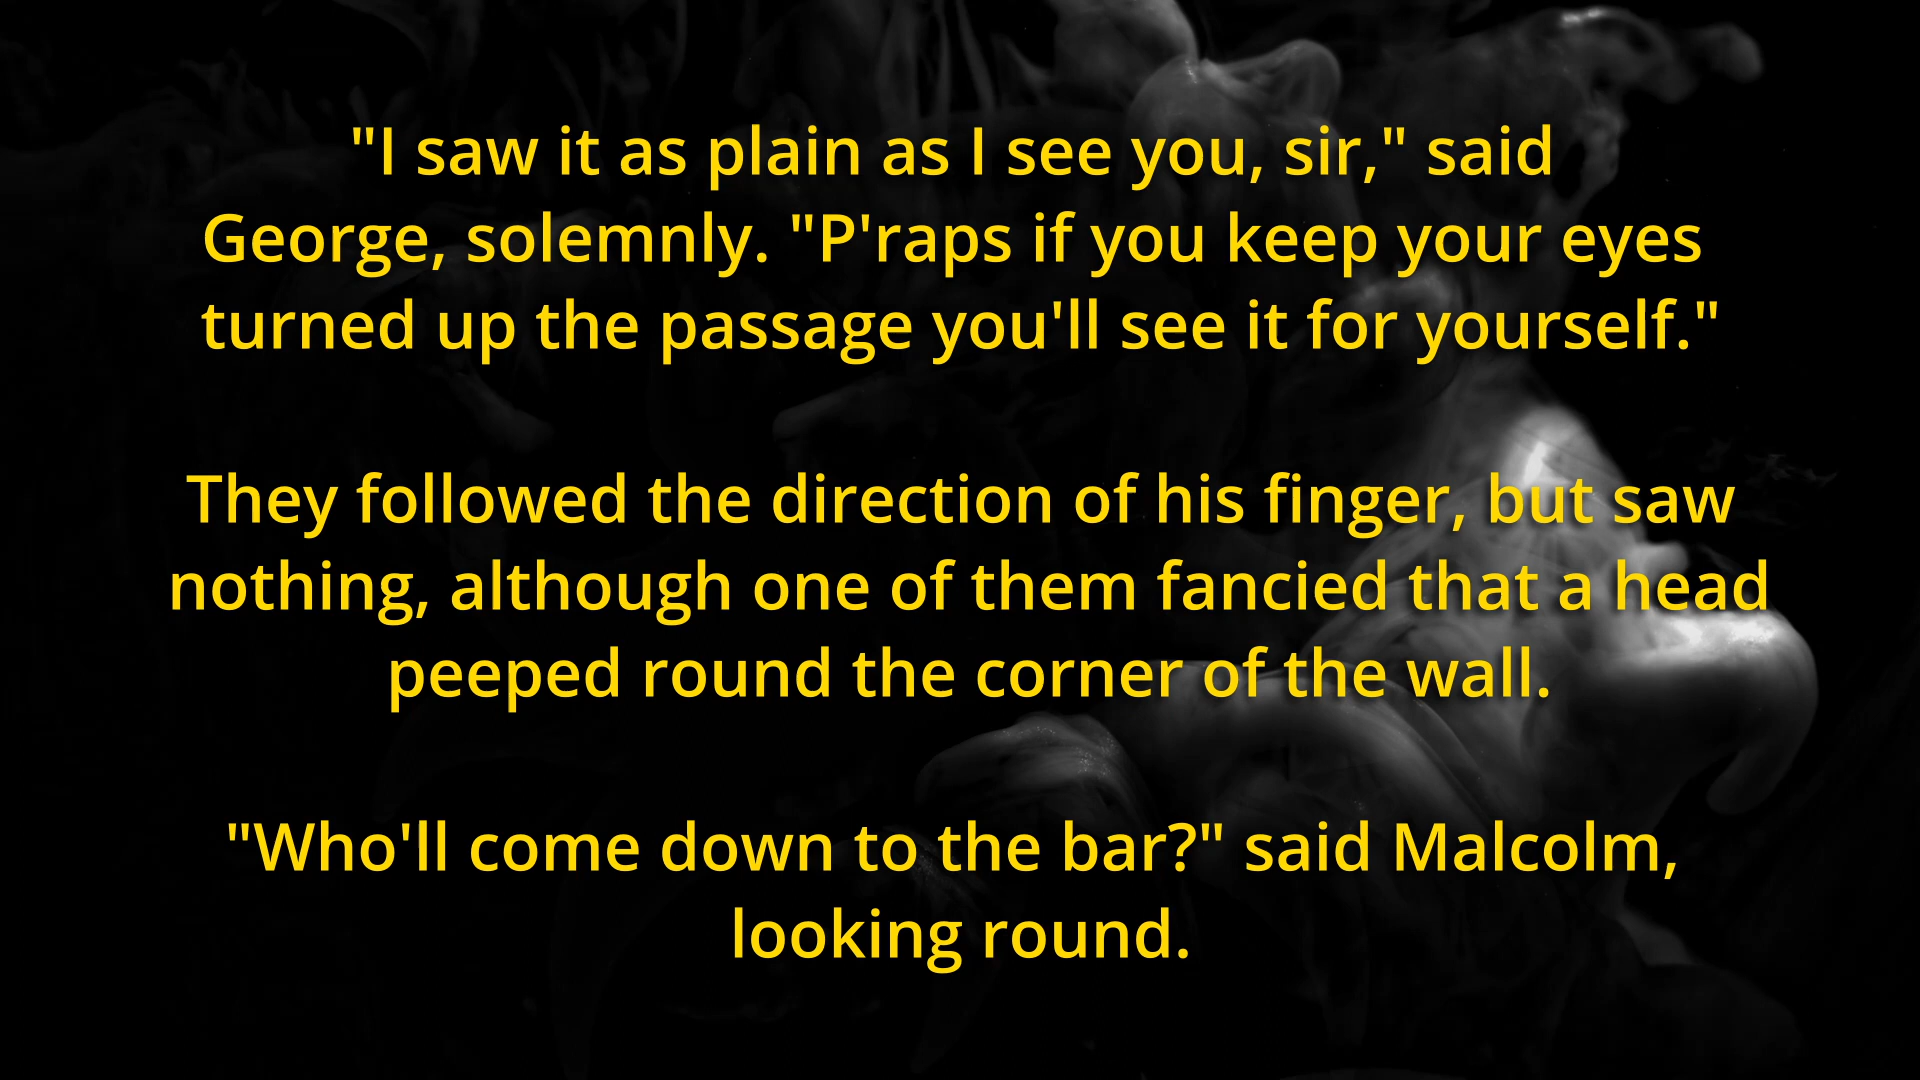 "I saw it as plain as I see you, sir," said
George, solemnly. "P'raps if you keep your eyes
turned up the passage you'll see it for yourself."
They followed the direction of his finger, but saw
nothing, although one of them fancied that a head
peeped round the corner of the wall.
"Who'll come down to the bar?" said Malcolm,
looking round.